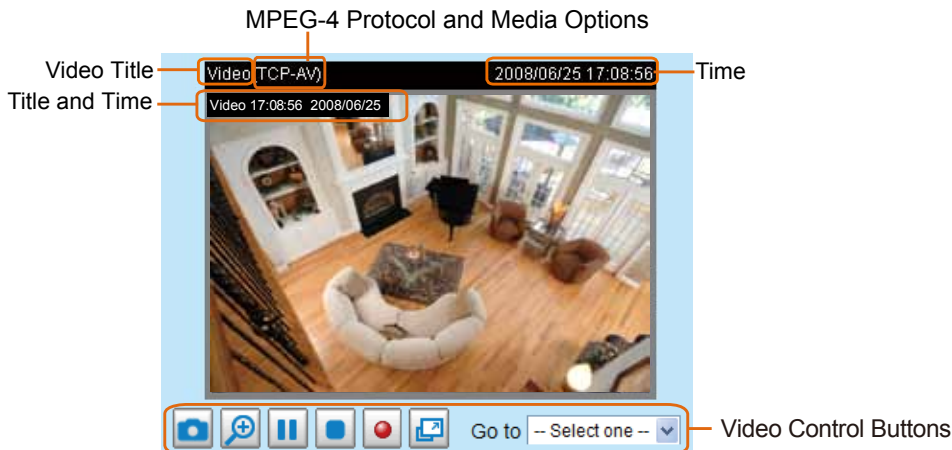 MPEG-4 Protocol and Media Options
Video Title
Video (TCP-AV)
2008/06/25 17:08:56
Time
Title and Time
Video 17:08:56 2008/06/25
Go to
-- Select one --
Video Control Buttons